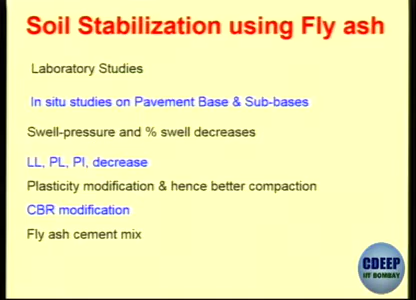 Soil Stabilization using Fly ash
Laboratory Studies
In situ studies on Pavement Base & Sub-bases
Swell-pressure and % swell decreases
LL, PL, PI, decrease
Plasticity modification & hence better compaction
CBR modification
Fly ash cement mix
CDEEP
IIT BOMBAY